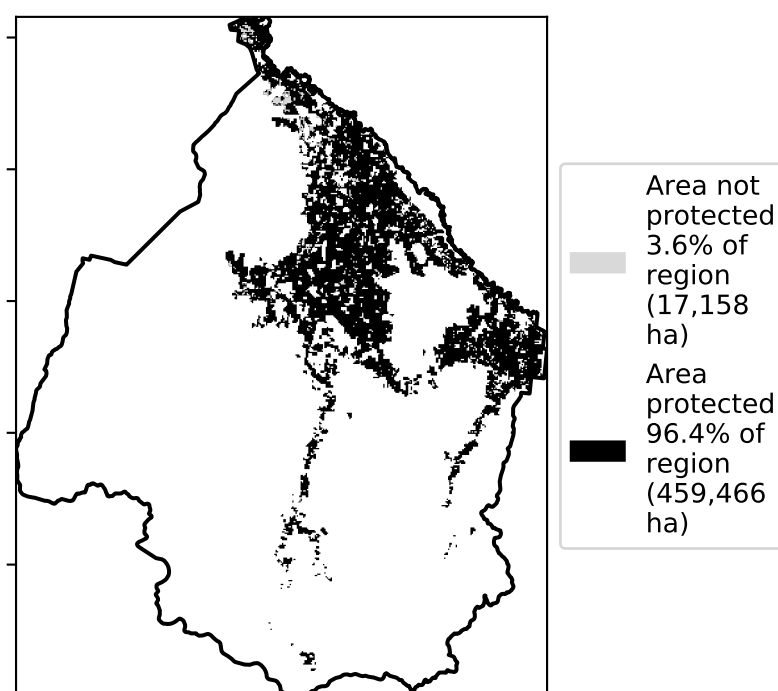 Area not
protected
3.6% of
region
(17,158
ha)
Area
protected
96.4% of
region
(459,466
ha)